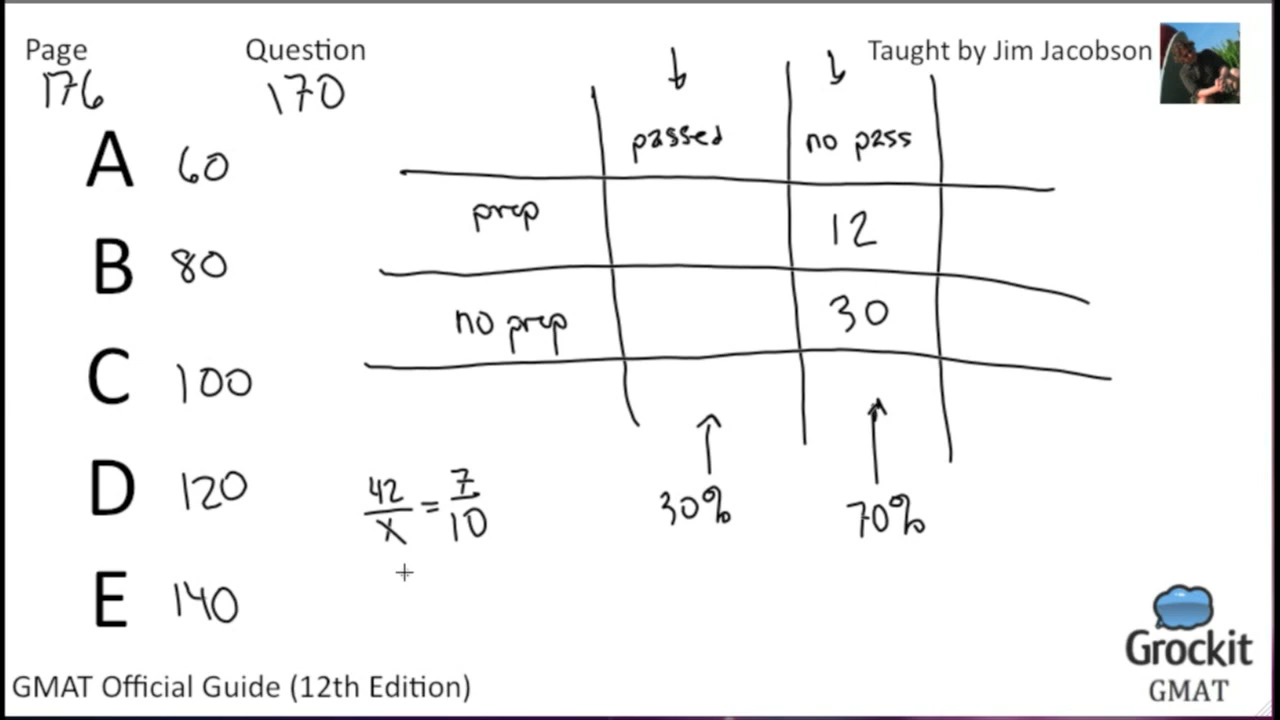 Page Question Taught by Jim Jacobson
176 170
A 60
B 80
C 100
D 120
E 140
passed no pass
prep 12
no prep 30
30% 70%
42/x = 7/10
GMAT Official Guide (12th Edition)
Grockit
GMAT